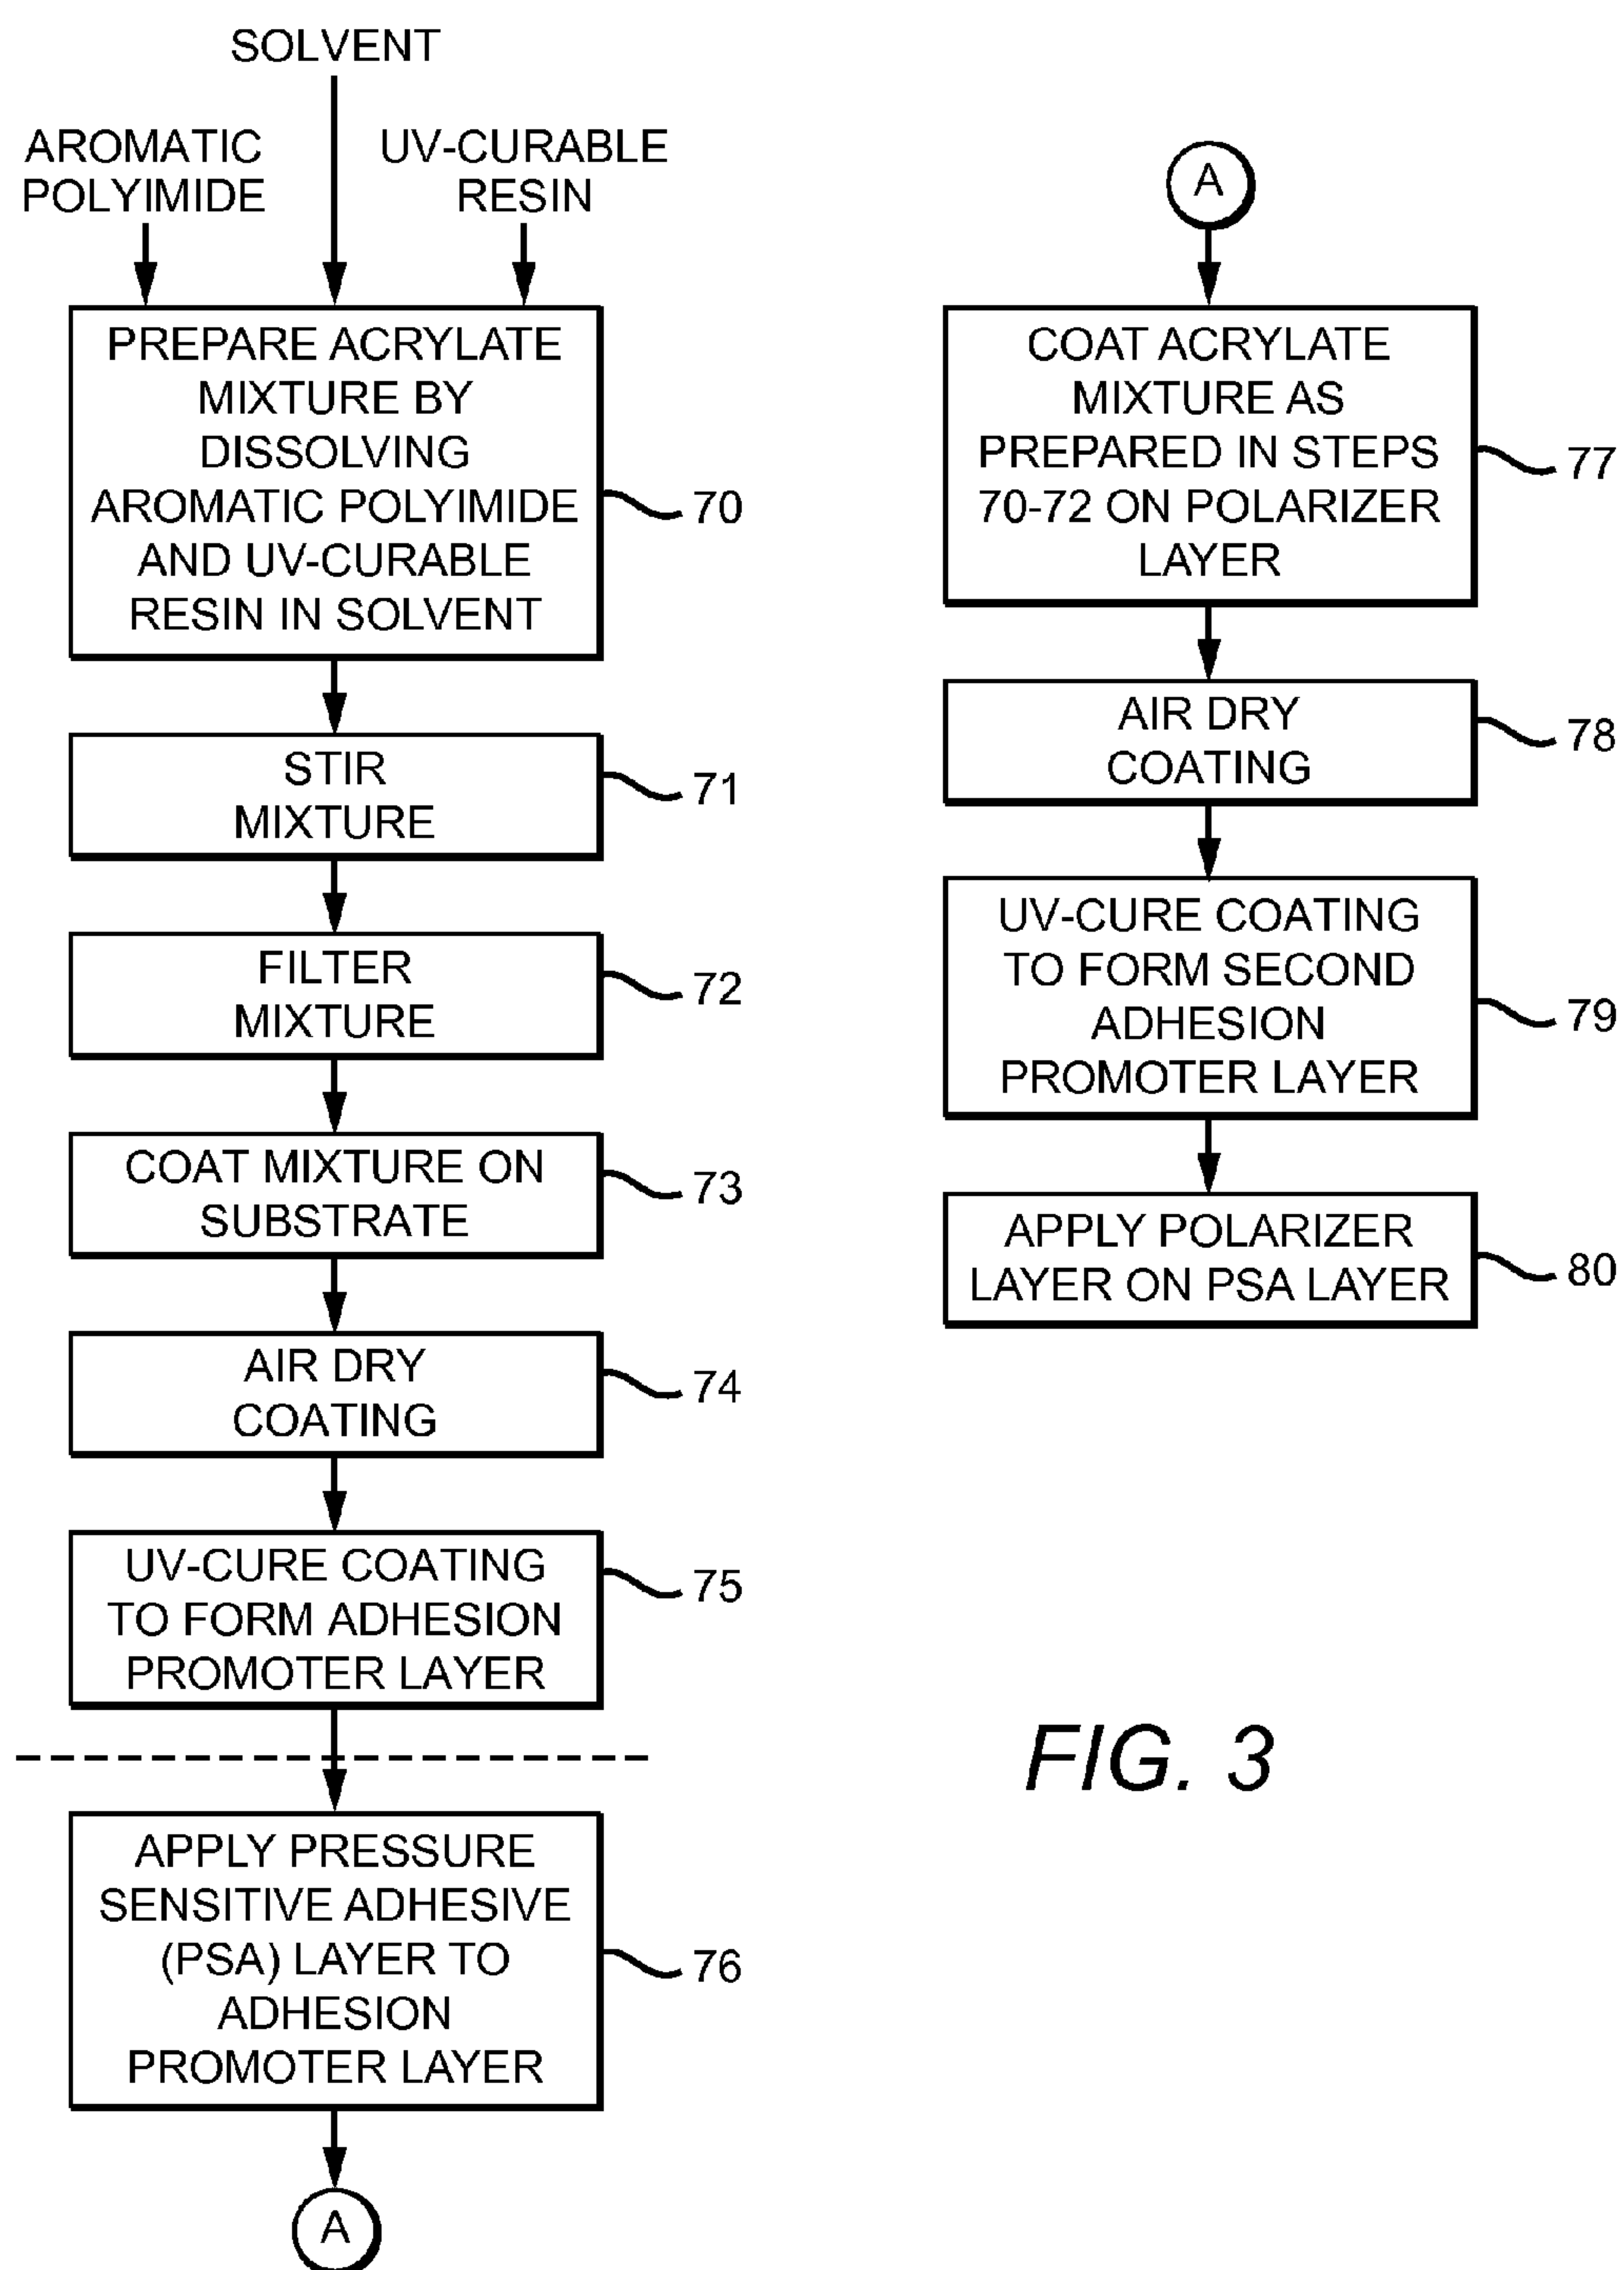 SOLVENT
AROMATIC
POLYIMIDE
UV-CURABLE
RESIN
PREPARE ACRYLATE
MIXTURE BY
DISSOLVING
AROMATIC POLYIMIDE
AND UV-CURABLE
RESIN IN SOLVENT
70
STIR
MIXTURE
71
FILTER
MIXTURE
72
COAT MIXTURE ON
SUBSTRATE
73
AIR DRY
COATING
74
UV-CURE COATING
TO FORM ADHESION
PROMOTER LAYER
75
APPLY PRESSURE
SENSITIVE ADHESIVE
(PSA) LAYER TO
ADHESION
PROMOTER LAYER
76
A
A
COAT ACRYLATE
MIXTURE AS
PREPARED IN STEPS
70-72 ON POLARIZER
LAYER
77
AIR DRY
COATING
78
UV-CURE COATING
TO FORM SECOND
ADHESION
PROMOTER LAYER
79
APPLY POLARIZER
LAYER ON PSA LAYER
80
FIG. 3